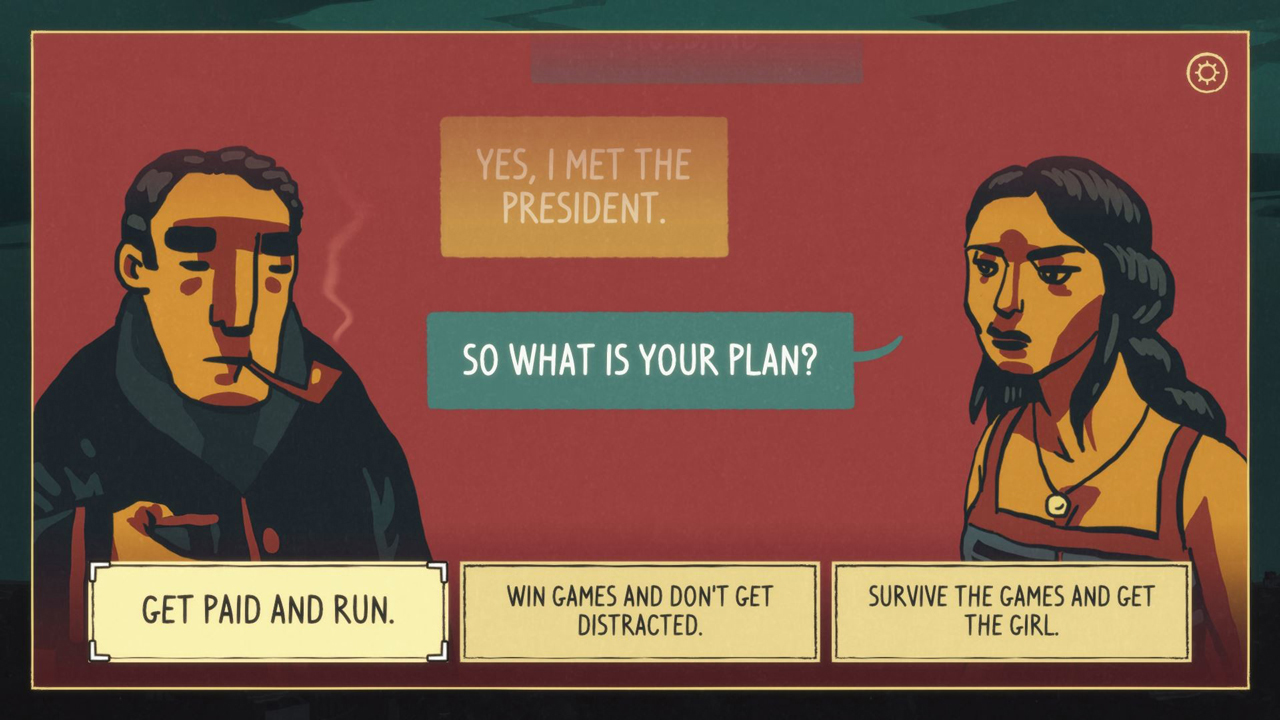 YES, I MET THE
PRESIDENT.
SO WHAT IS YOUR PLAN?
GET PAID AND RUN.
WIN GAMES AND DON'T GET
DISTRACTED.
SURVIVE THE GAMES AND GET
THE GIRL.